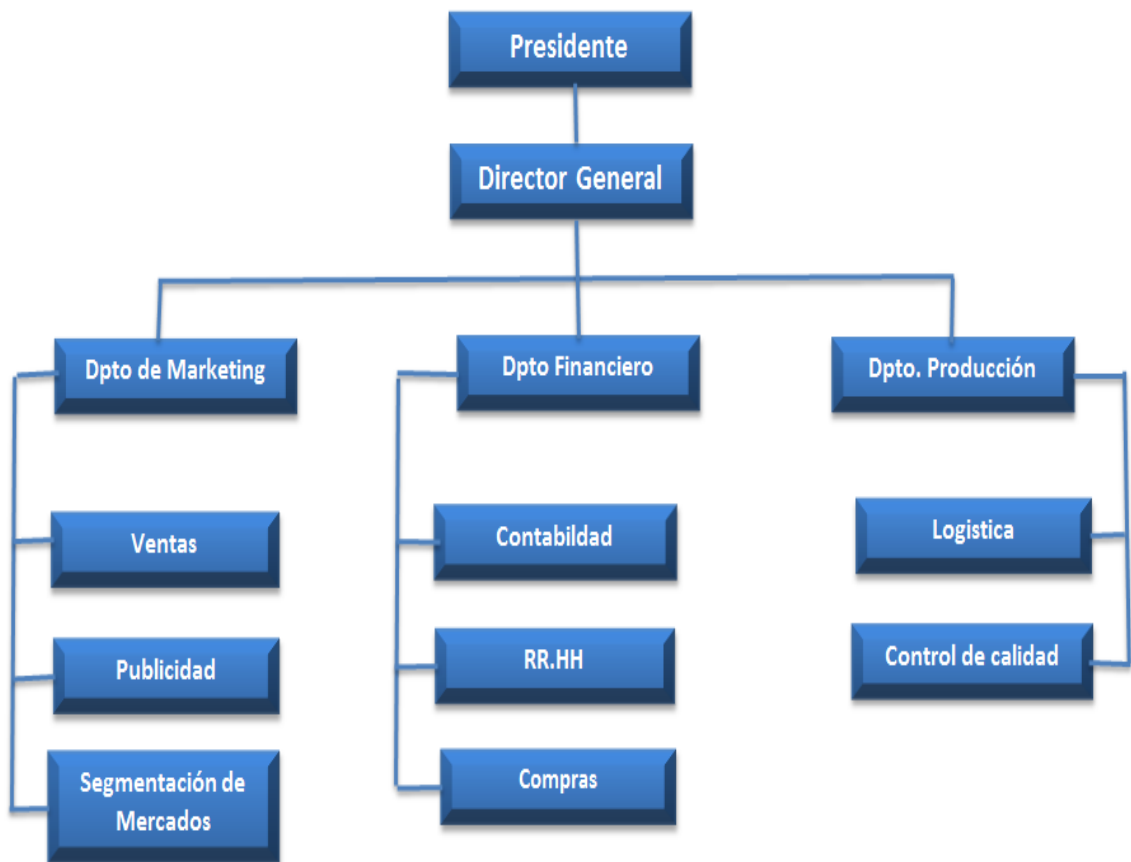 Presidente
Director General
Dpto de Marketing
Dpto Financiero
Dpto. Producción
Ventas
Contabildad
Logistica
Publicidad
RR.HH
Control de calidad
Segmentación de
Mercados
Compras